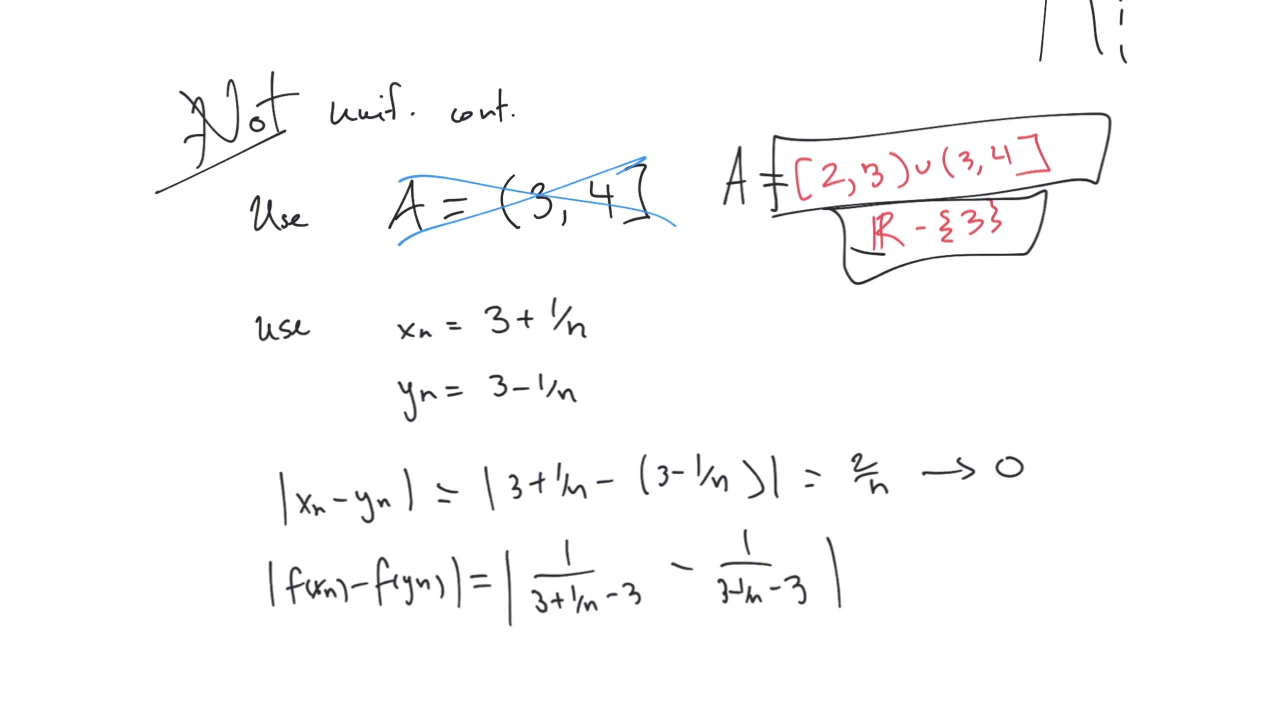 Not unif. cont.
Use A = (3, 4] A = [2,3) ∪ (3,4]
ℝ - {3}
use xn = 3 + 1/n
yn = 3 - 1/n
|xn - yn| = |3 + 1/n - (3 - 1/n)| = 2/n → 0
|f(xn) - f(yn)| = | 1/(3 + 1/n - 3) - 1/(3 - 1/n - 3) |